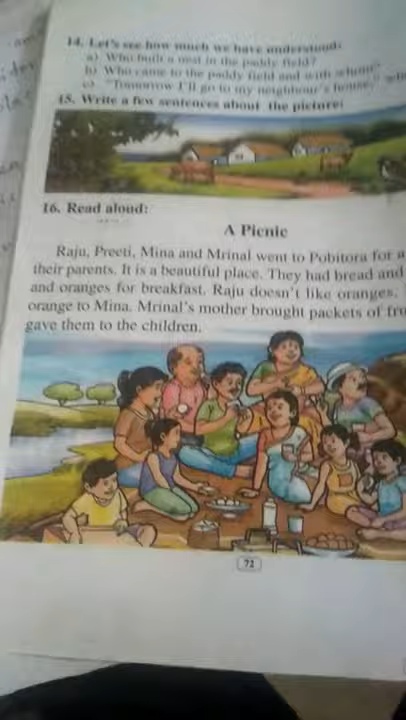 14. Let's see how much we have understood:
a) Who built a nest in the paddy field?
b) Who came to the paddy field and with whom?
c) "Tomorrow I'll go to my neighbour's house,"
15. Write a few sentences about the picture:
16. Read aloud:
A Picnic
Raju, Preeti, Mina and Mrinal went to Pobitora for a
their parents. It is a beautiful place. They had bread and
and oranges for breakfast. Raju doesn't like oranges.
orange to Mina. Mrinal's mother brought packets of
gave them to the children.
72